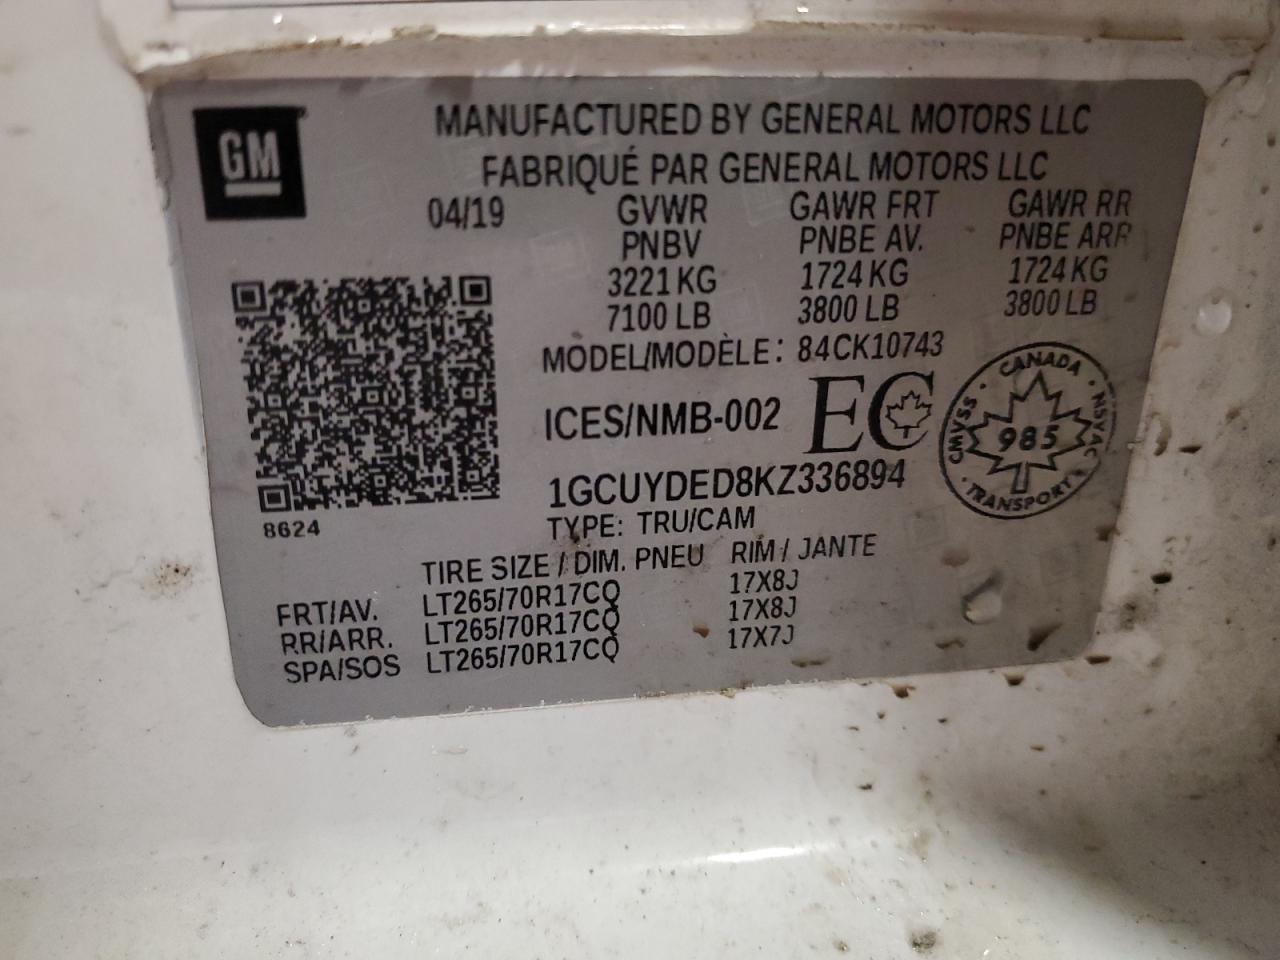 GM
MANUFACTURED BY GENERAL MOTORS LLC
FABRIQUÉ PAR GENERAL MOTORS LLC
04/19 GVWR GAWR FRT GAWR RR
PNBV PNBE AV. PNBE ARR
3221 KG 1724 KG 1724 KG
7100 LB 3800 LB 3800 LB
MODEL/MODÈLE: 84CK10743
ICES/NMB-002 EC
CANADA
CMVSS NSVAC
985
TRANSPORT
1GCUYDED8KZ336894
8624
TYPE: TRU/CAM
TIRE SIZE / DIM. PNEU RIM / JANTE
FRT/AV. LT265/70R17CQ 17X8J
RR/ARR. LT265/70R17CQ 17X8J
SPA/SOS LT265/70R17CQ 17X7J